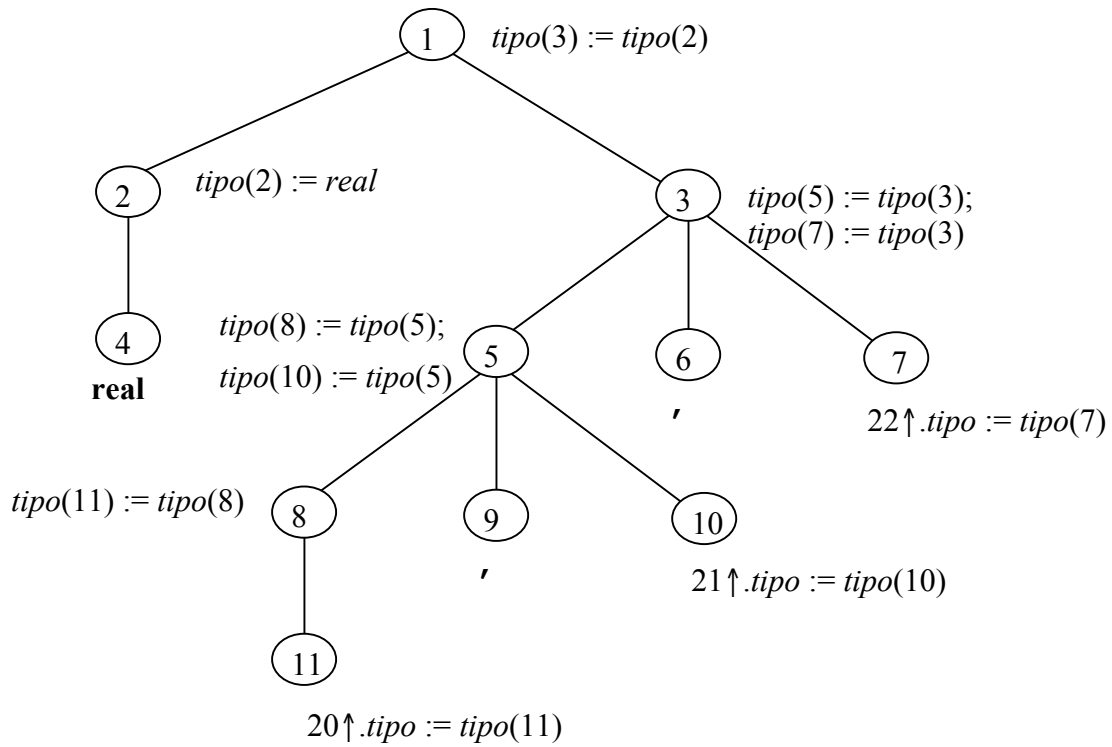 1 tipo(3) := tipo(2)
2 tipo(2) := real
3 tipo(5) := tipo(3);
tipo(7) := tipo(3)
4
real
tipo(8) := tipo(5);
tipo(10) := tipo(5)
5
6
,
7
22↑.tipo := tipo(7)
tipo(11) := tipo(8)
8
9
,
10
21↑.tipo := tipo(10)
11
20↑.tipo := tipo(11)